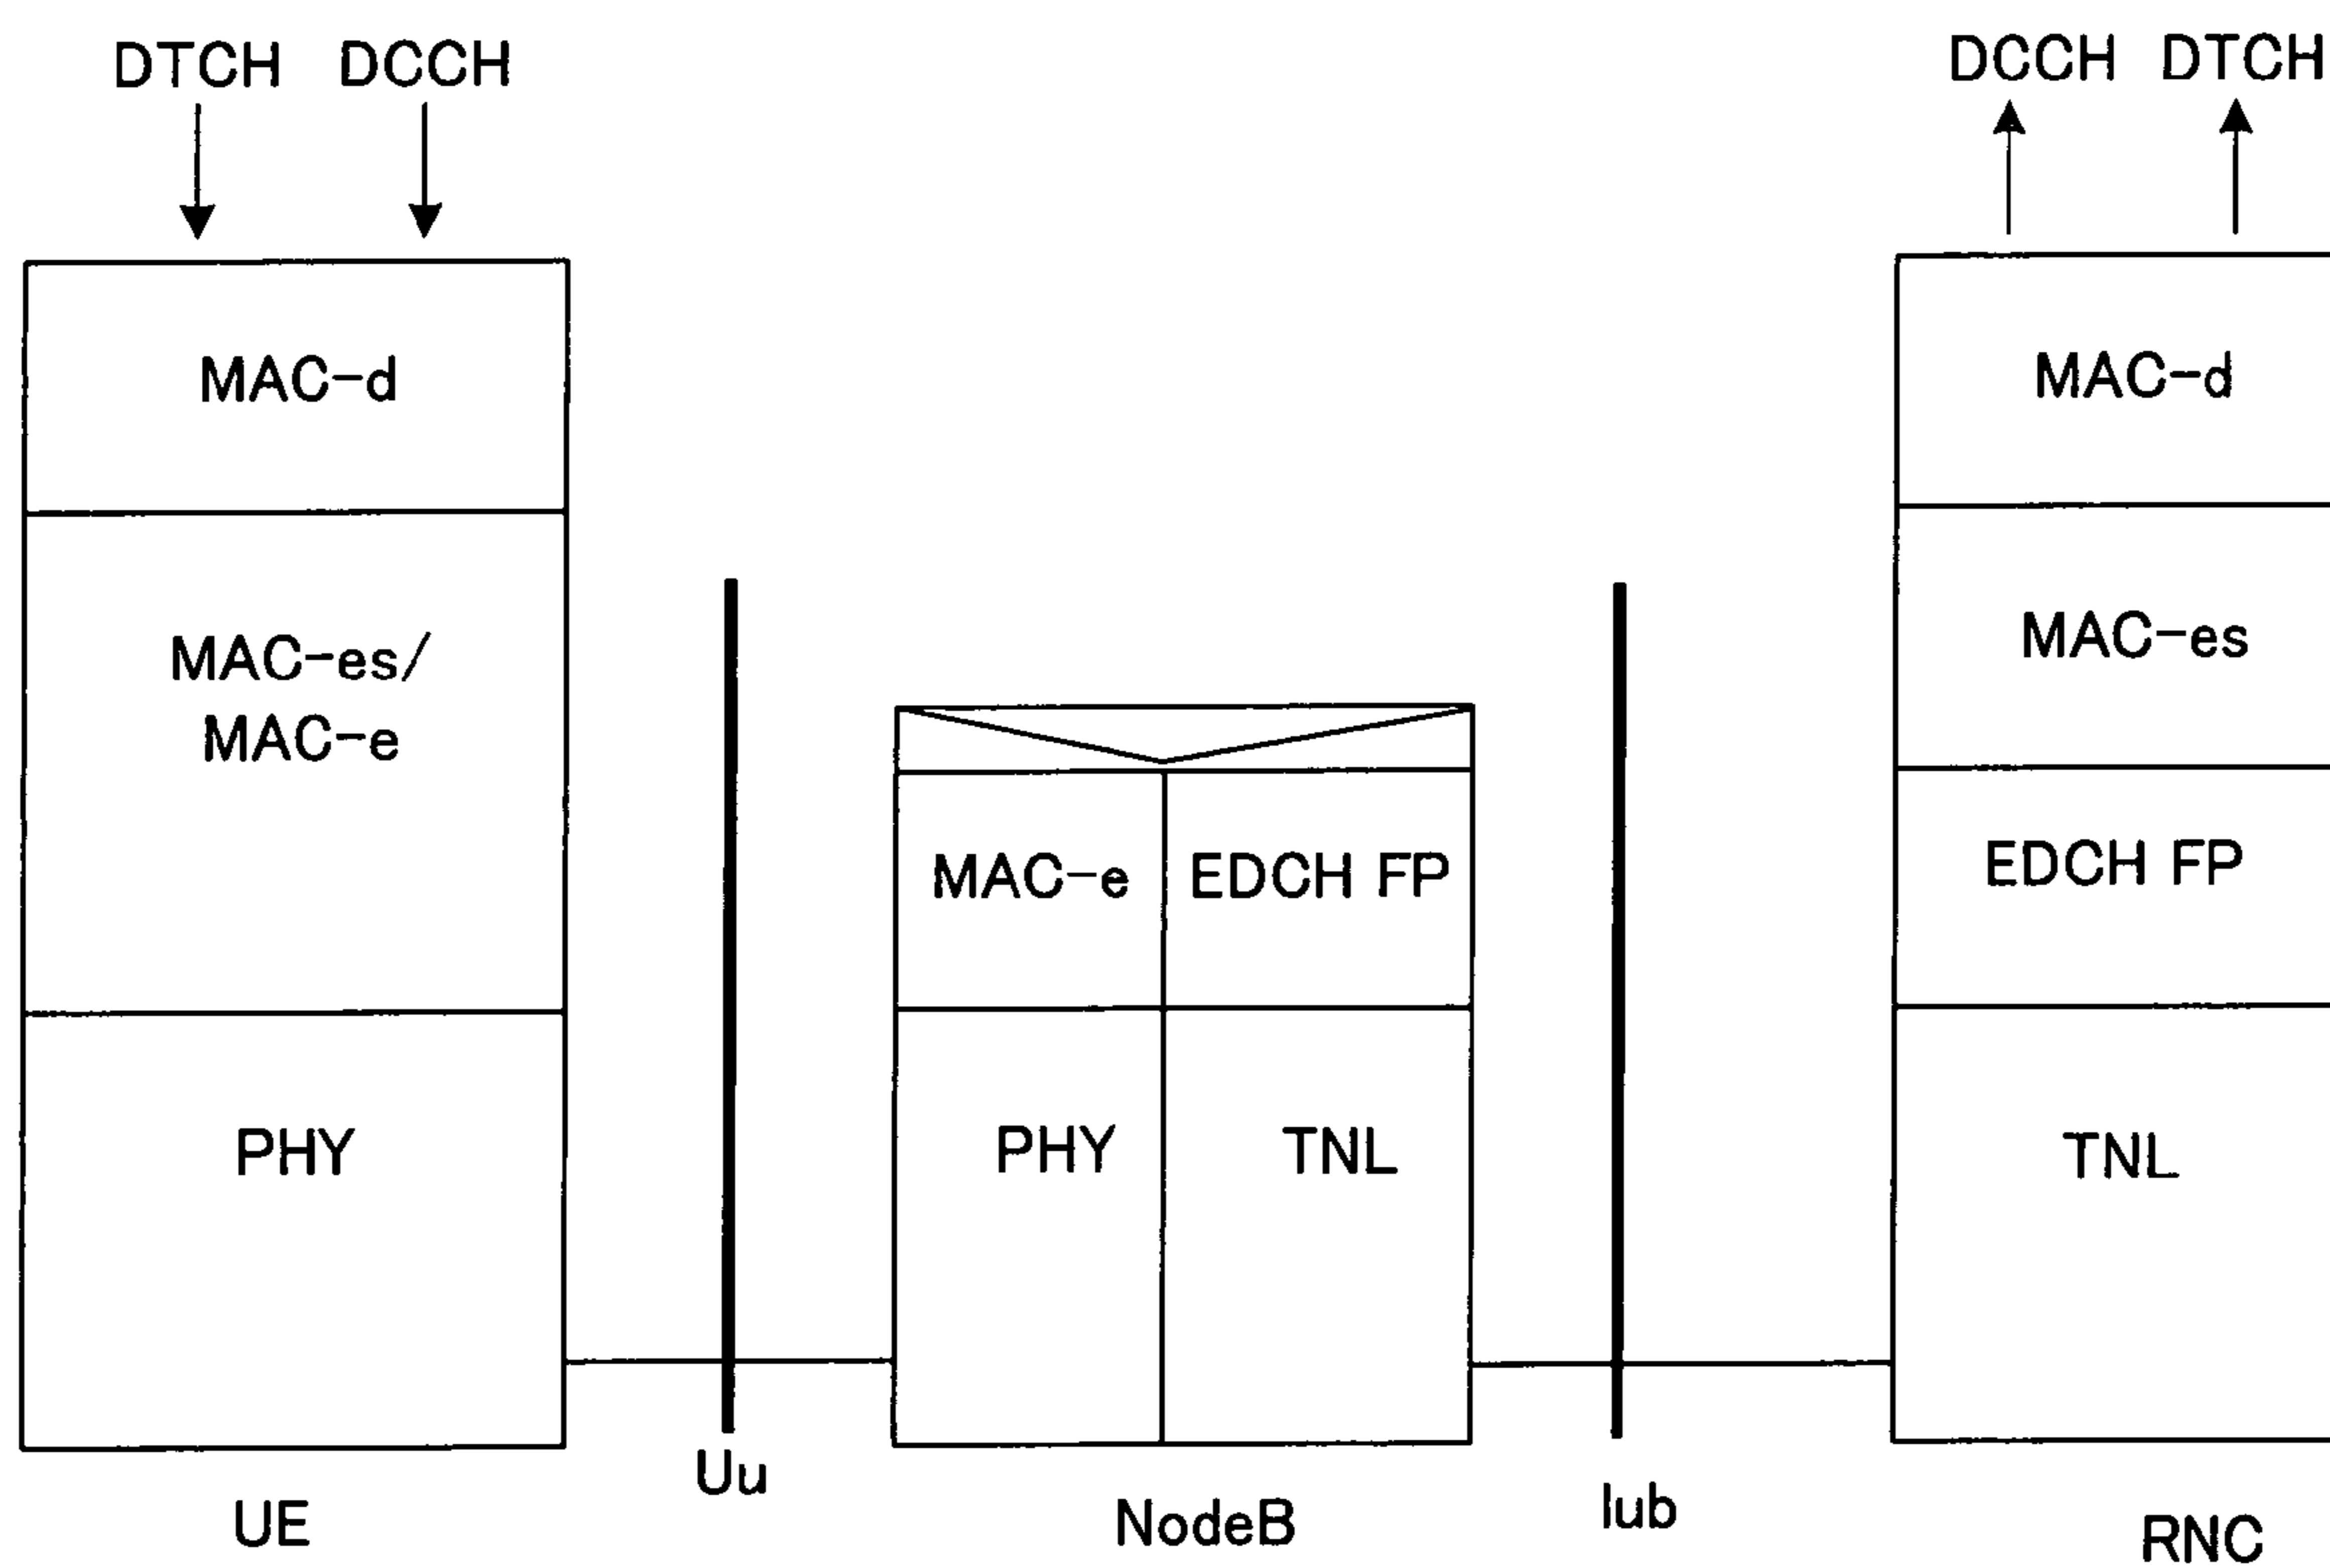 DTCH DCCH
DCCH DTCH
MAC-d
MAC-es/
MAC-e
PHY
UE
Uu
MAC-e
EDCH FP
PHY
TNL
NodeB
Iub
MAC-d
MAC-es
EDCH FP
TNL
RNC